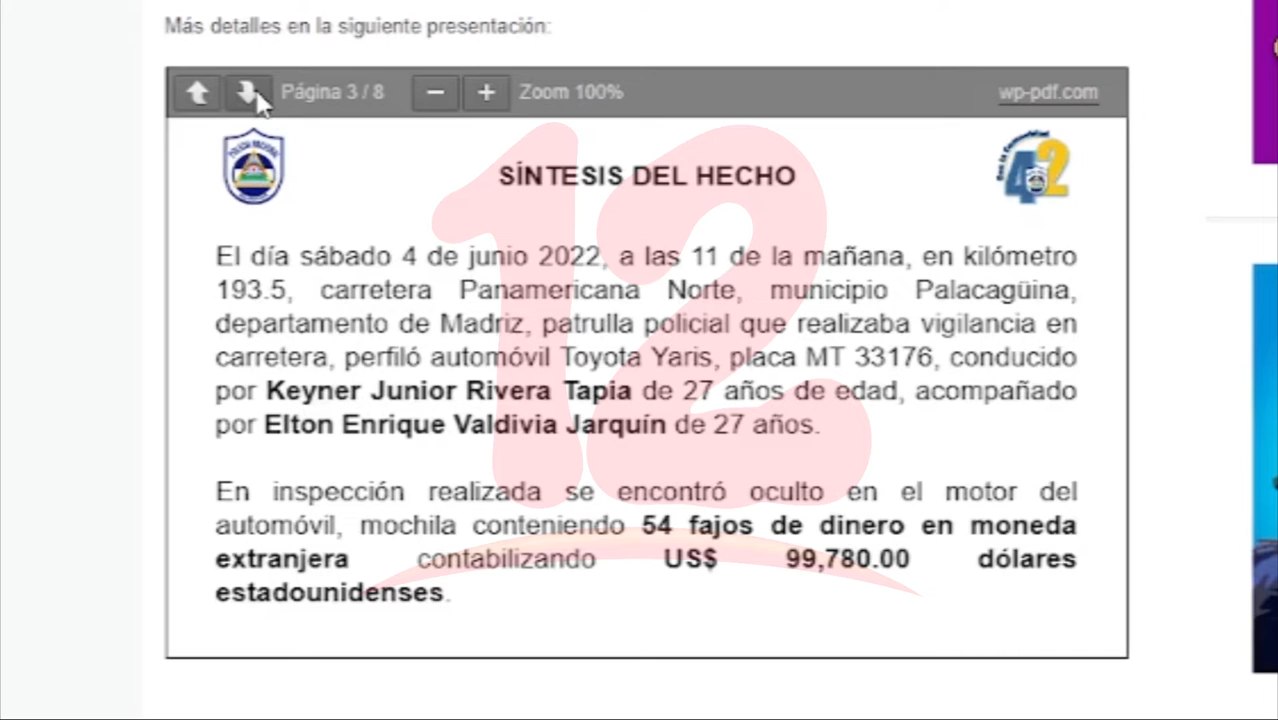 Más detalles en la siguiente presentación:
Página 3 / 8
Zoom 100%
wp-pdf.com
POLICIA NACIONAL
42
SÍNTESIS DEL HECHO
12
El día sábado 4 de junio 2022, a las 11 de la mañana, en kilómetro
193.5, carretera Panamericana Norte, municipio Palacagüina,
departamento de Madriz, patrulla policial que realizaba vigilancia en
carretera, perfiló automóvil Toyota Yaris, placa MT 33176, conducido
por Keyner Junior Rivera Tapia de 27 años de edad, acompañado
por Elton Enrique Valdivia Jarquín de 27 años.
En inspección realizada se encontró oculto en el motor del
automóvil, mochila conteniendo 54 fajos de dinero en moneda
extranjera contabilizando US$ 99,780.00 dólares
estadounidenses.